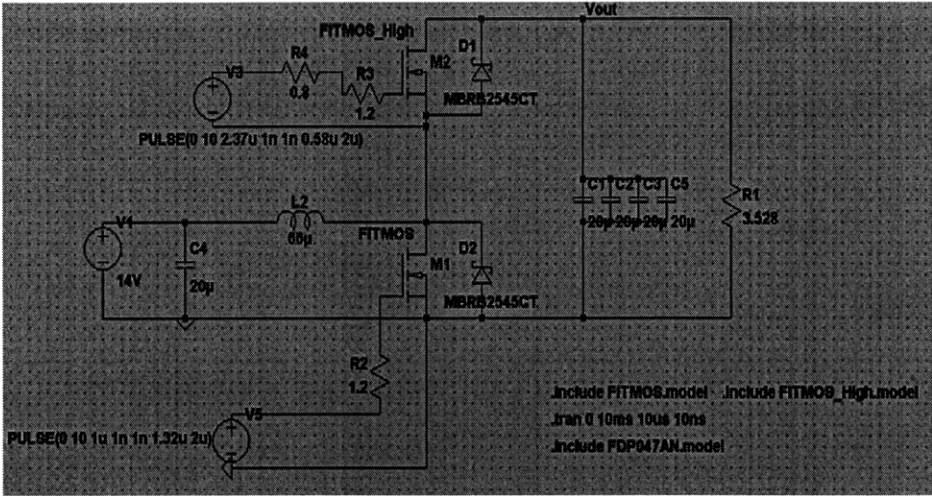 Vout
FITMOS_High
R4
D1
V3
R3
M2
0.8
1.2
MBRB2545CT
PULSE(0 10 2.37u 1n 1n 0.58u 2u)
C1 C2 C3 C5
R1
20µ 20µ 20µ 20µ
3.528
L2
V1
66µ
FITMOS
C4
D2
M1
14V
20µ
MBRB2545CT
R2
1.2
.include FITMOS.model .include FITMOS_High.model
.tran 0 10ms 10us 10ns
V5
PULSE(0 10 1u 1n 1n 1.32u 2u)
.include FDP047AN.model